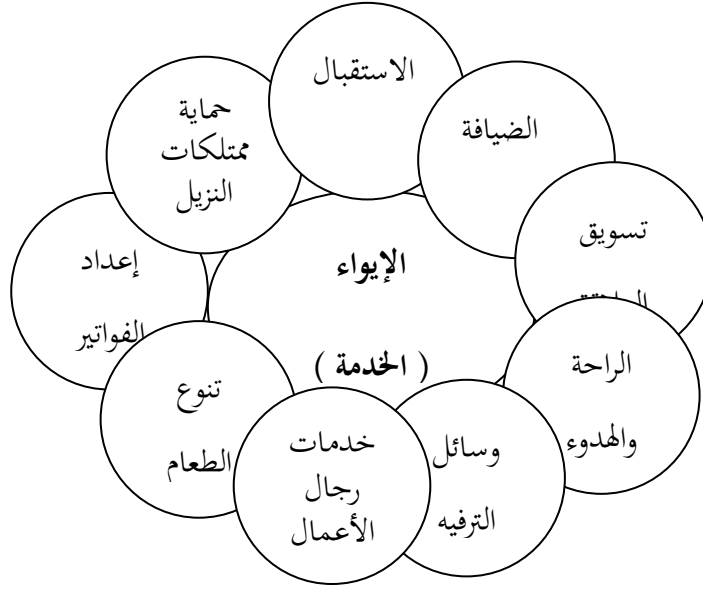 الاستقبال
الضيافة
تسويق
الراحة
والهدوء
وسائل
الترفيه
خدمات
رجال
الأعمال
تنوع
الطعام
إعداد
الفواتير
حماية
ممتلكات
النزيل
الإيواء
( الخدمة )